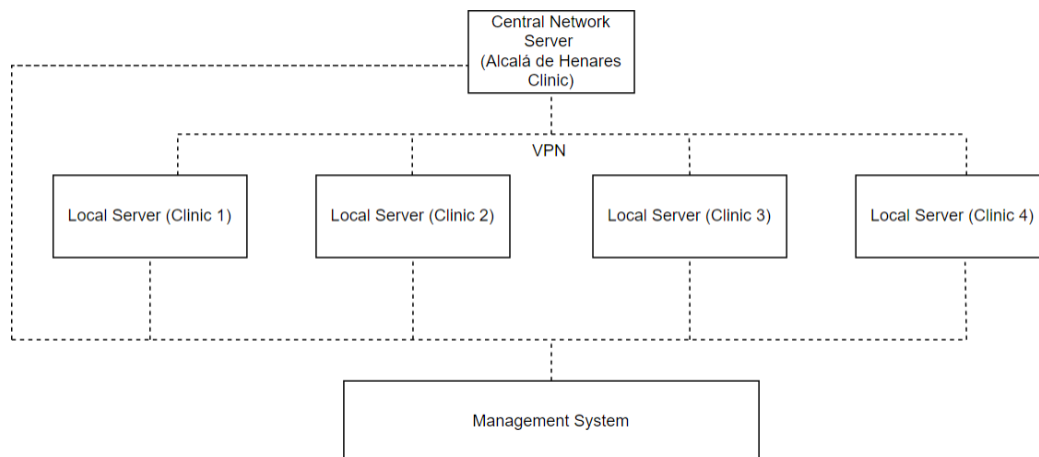 Central Network
Server
(Alcalá de Henares
Clinic)
VPN
Local Server (Clinic 1)
Local Server (Clinic 2)
Local Server (Clinic 3)
Local Server (Clinic 4)
Management System